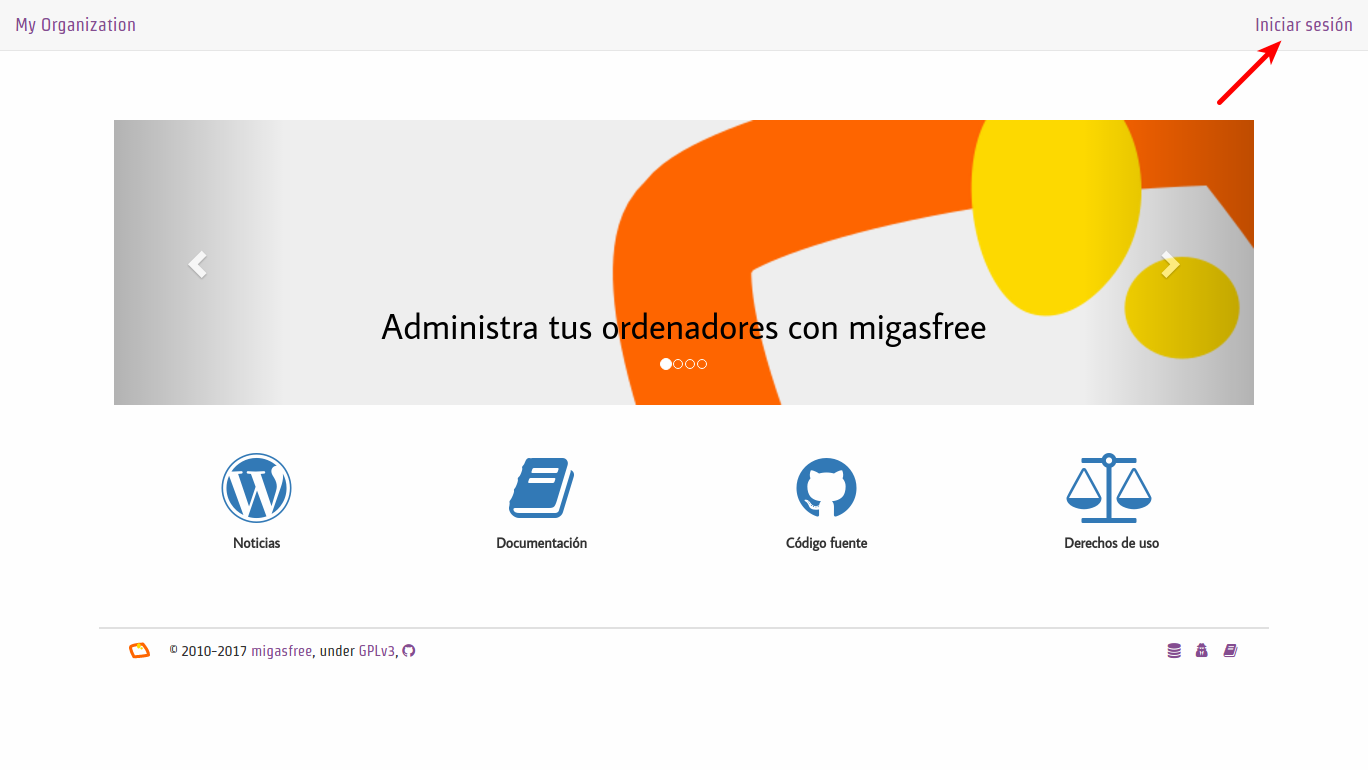 My Organization
Iniciar sesión
Administra tus ordenadores con migasfree
Noticias
Documentación
Código fuente
Derechos de uso
© 2010-2017 migasfree, under GPLv3,